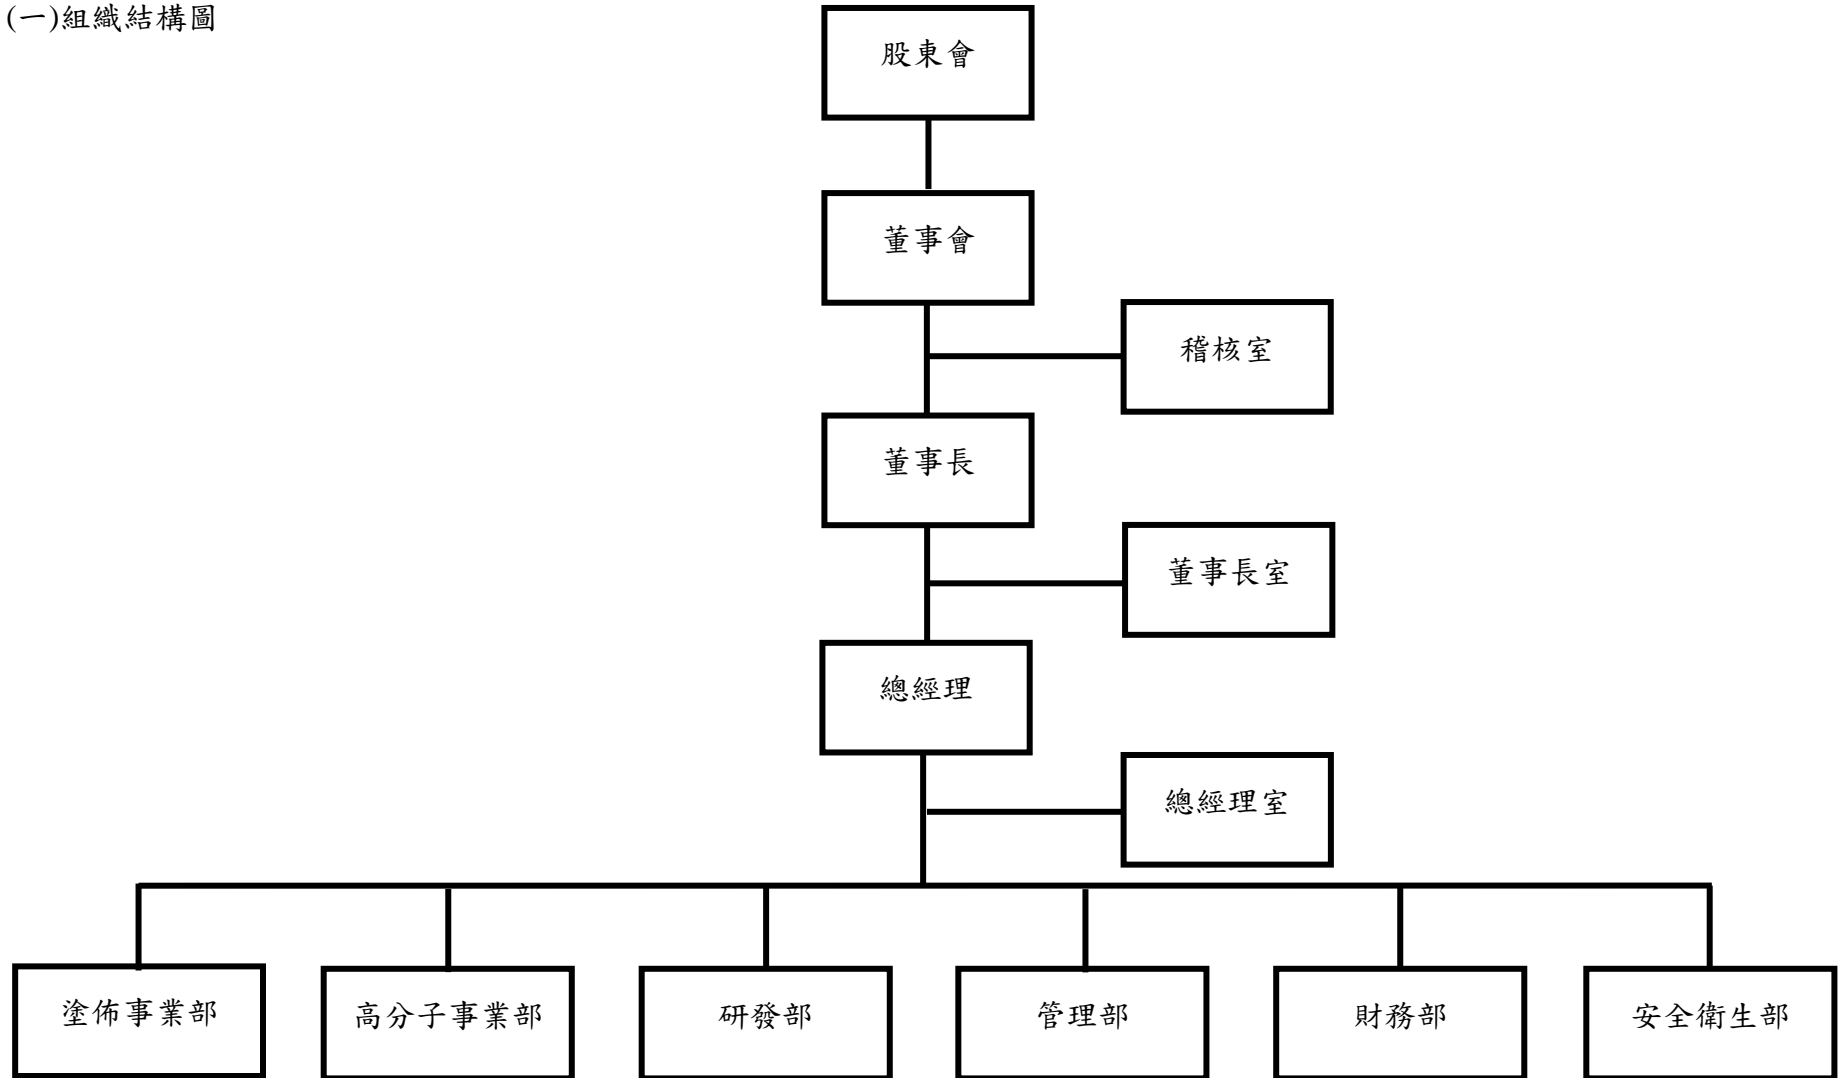 (一)組織結構圖
股東會
董事會
稽核室
董事長
董事長室
總經理
總經理室
塗佈事業部
高分子事業部
研發部
管理部
財務部
安全衛生部